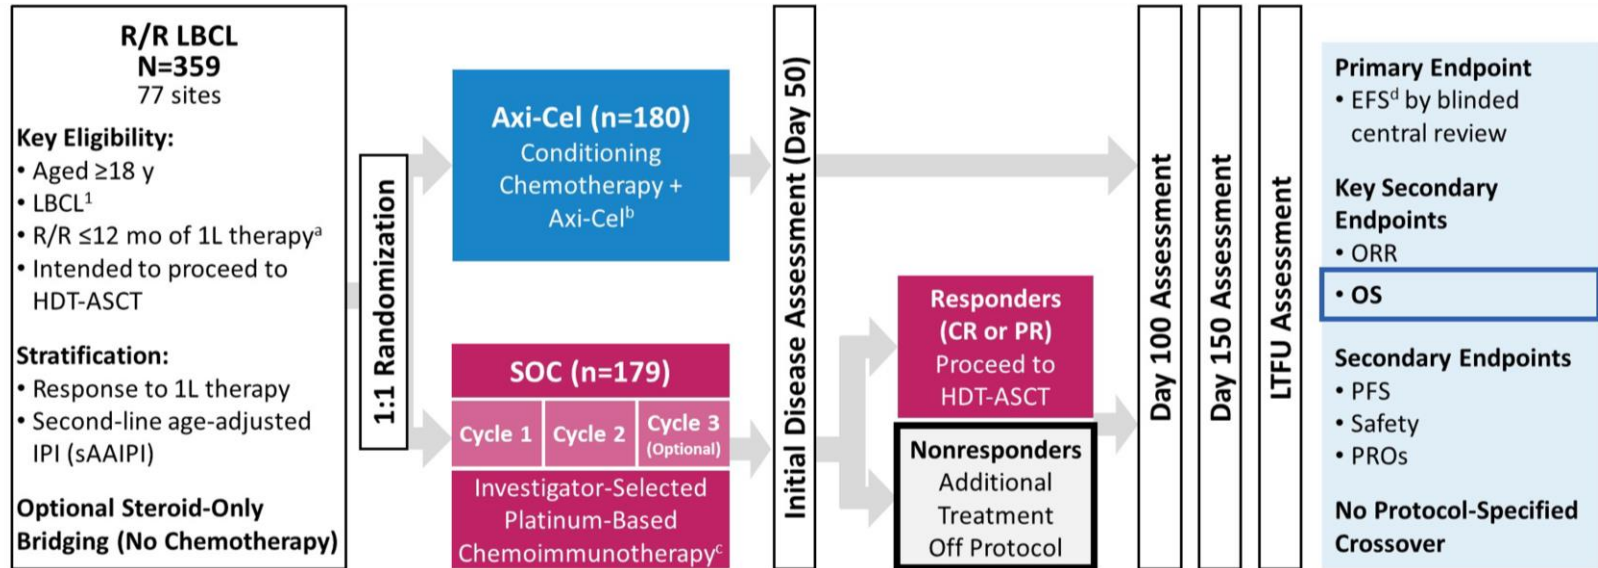 R/R LBCL
N=359
77 sites
Key Eligibility:
• Aged ≥18 y
• LBCL¹
• R/R ≤12 mo of 1L therapyᵃ
• Intended to proceed to
HDT-ASCT
Stratification:
• Response to 1L therapy
• Second-line age-adjusted
IPI (sAAIPI)
Optional Steroid-Only
Bridging (No Chemotherapy)
1:1 Randomization
Axi-Cel (n=180)
Conditioning
Chemotherapy +
Axi-Celᵇ
SOC (n=179)
Cycle 1
Cycle 2
Cycle 3
(Optional)
Investigator-Selected
Platinum-Based
Chemoimmunotherapyᶜ
Initial Disease Assessment (Day 50)
Responders
(CR or PR)
Proceed to
HDT-ASCT
Nonresponders
Additional
Treatment
Off Protocol
Day 100 Assessment
Day 150 Assessment
LTFU Assessment
Primary Endpoint
• EFSᵈ by blinded
central review
Key Secondary
Endpoints
• ORR
• OS
Secondary Endpoints
• PFS
• Safety
• PROs
No Protocol-Specified
Crossover